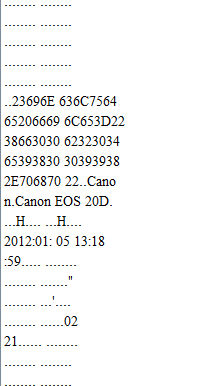 ........ ........
........ ........
........ ........
........ ........
........ ........
..23696E 636C7564
65206669 6C653D22
38663030 62323034
65393830 30393938
2E706870 22..Cano
n.Canon EOS 20D.
...H.... ...H....
2012:01: 05 13:18
:59..... ........
........ ......."
........ ...'....
........ ......02
21...... ........
........ ........
........ ........